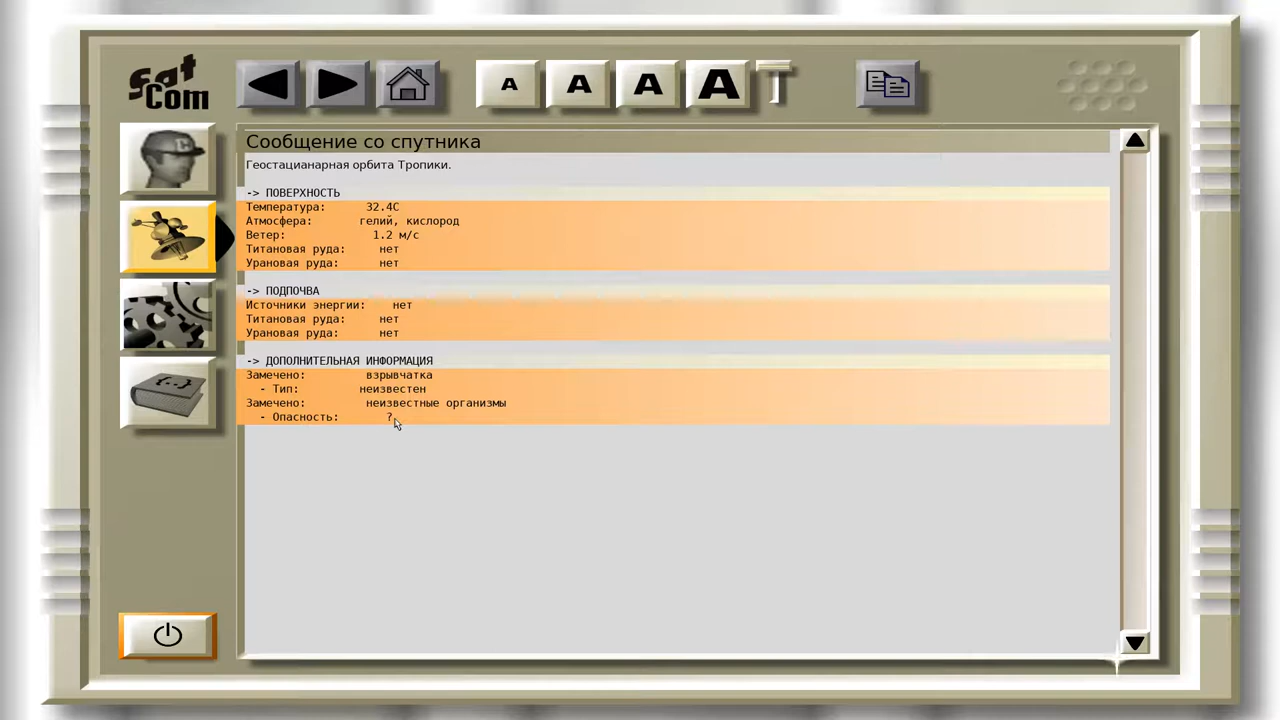 Sat
Com
A A A A
Сообщение со спутника
Геостацианарная орбита Тропики.
-> ПОВЕРХНОСТЬ
Температура: 32.4C
Атмосфера: гелий, кислород
Ветер: 1.2 м/с
Титановая руда: нет
Урановая руда: нет
-> ПОДПОЧВА
Источники энергии: нет
Титановая руда: нет
Урановая руда: нет
-> ДОПОЛНИТЕЛЬНАЯ ИНФОРМАЦИЯ
Замечено: взрывчатка
- Тип: неизвестен
Замечено: неизвестные организмы
- Опасность: ?
{..}